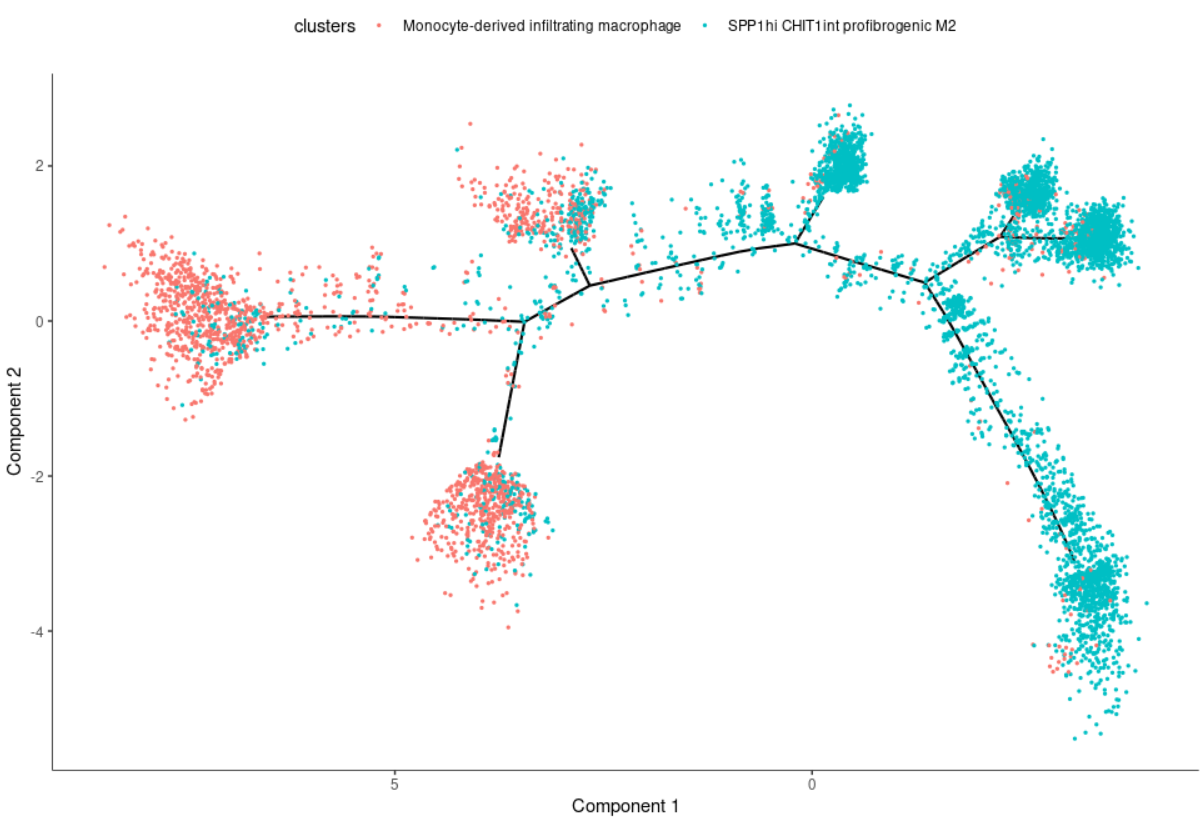 clusters Monocyte-derived infiltrating macrophage SPP1hi CHIT1int profibrogenic M2
2
0
-2
-4
Component 2
5 0
Component 1